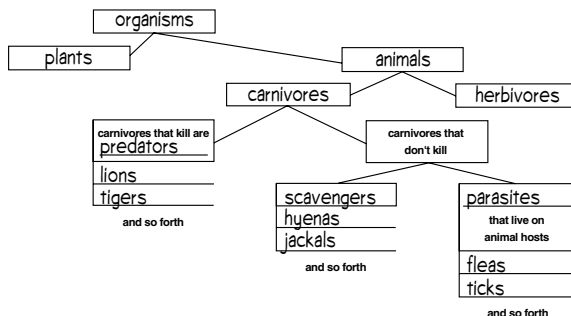 organisms
plants
animals
carnivores
herbivores
carnivores that kill are
predators
lions
tigers
and so forth
carnivores that
don't kill
scavengers
hyenas
jackals
and so forth
parasites
that live on
animal hosts
fleas
ticks
and so forth